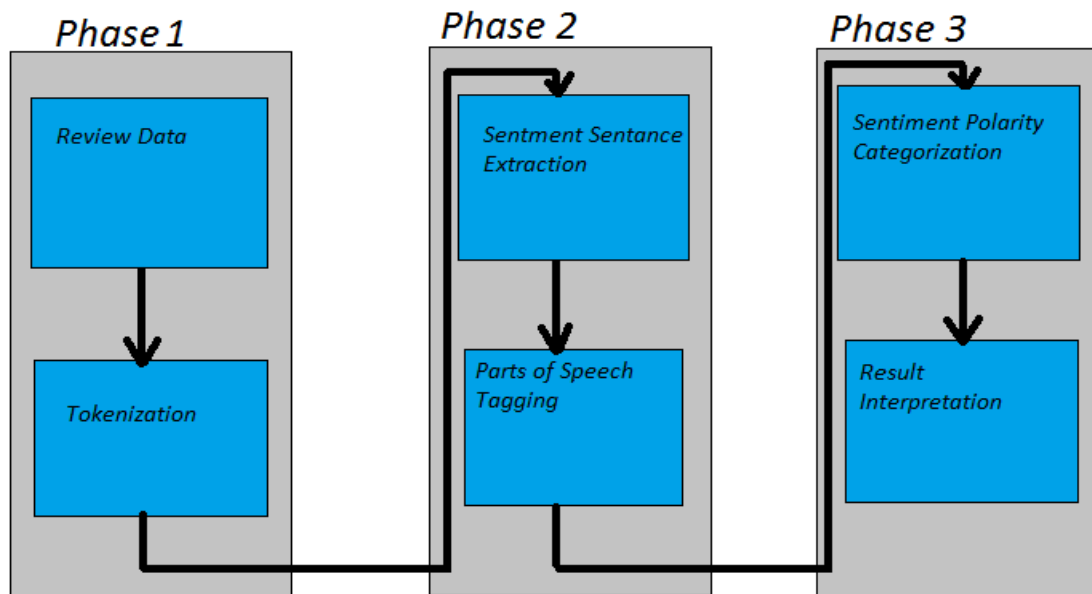 Phase 1
Review Data
Tokenization
Phase 2
Sentment Sentance
Extraction
Parts of Speech
Tagging
Phase 3
Sentiment Polarity
Categorization
Result
Interpretation